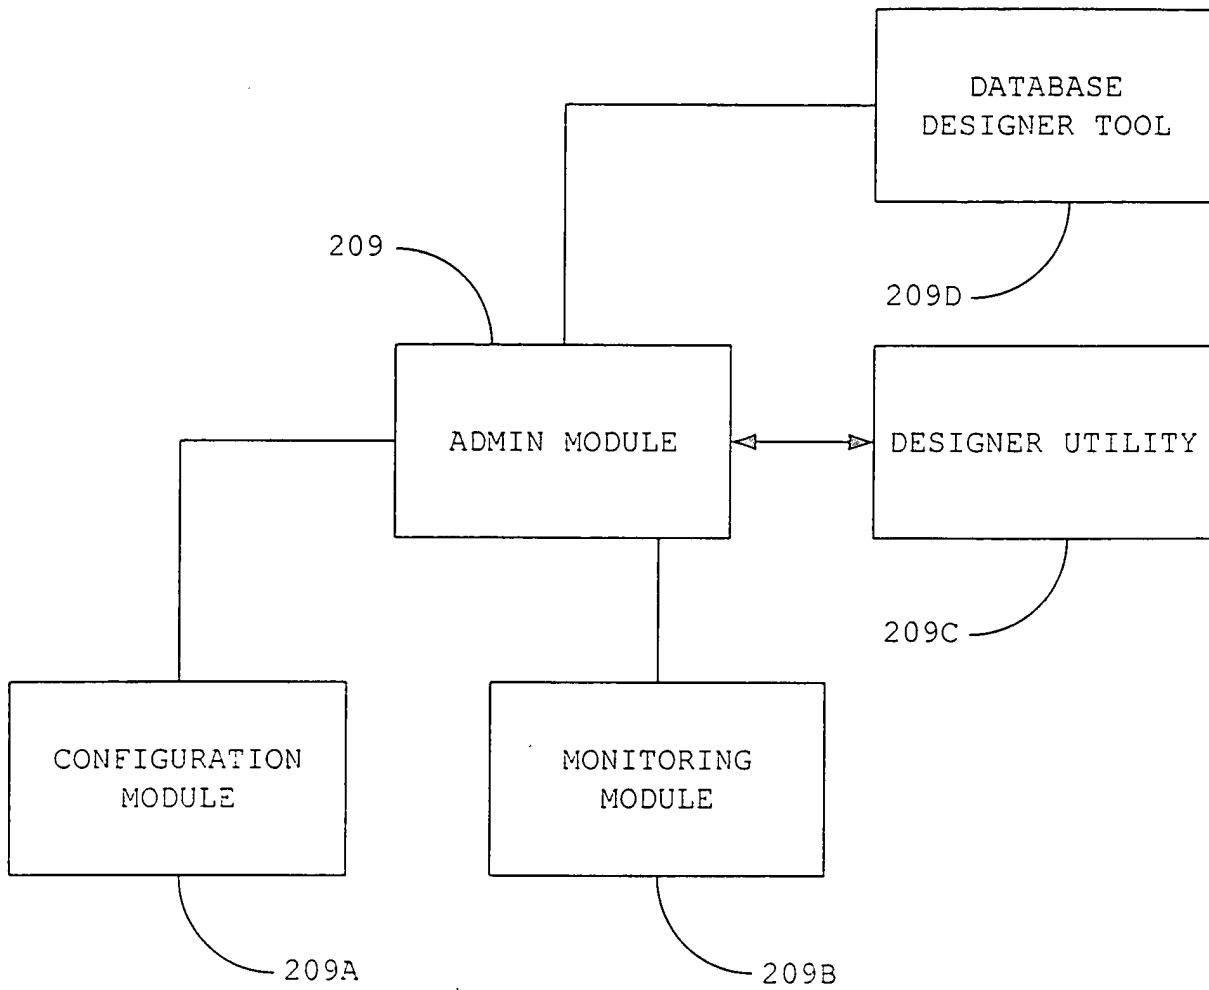 DATABASE
DESIGNER TOOL
209
209D
ADMIN MODULE
DESIGNER UTILITY
209C
CONFIGURATION
MODULE
MONITORING
MODULE
209A
209B